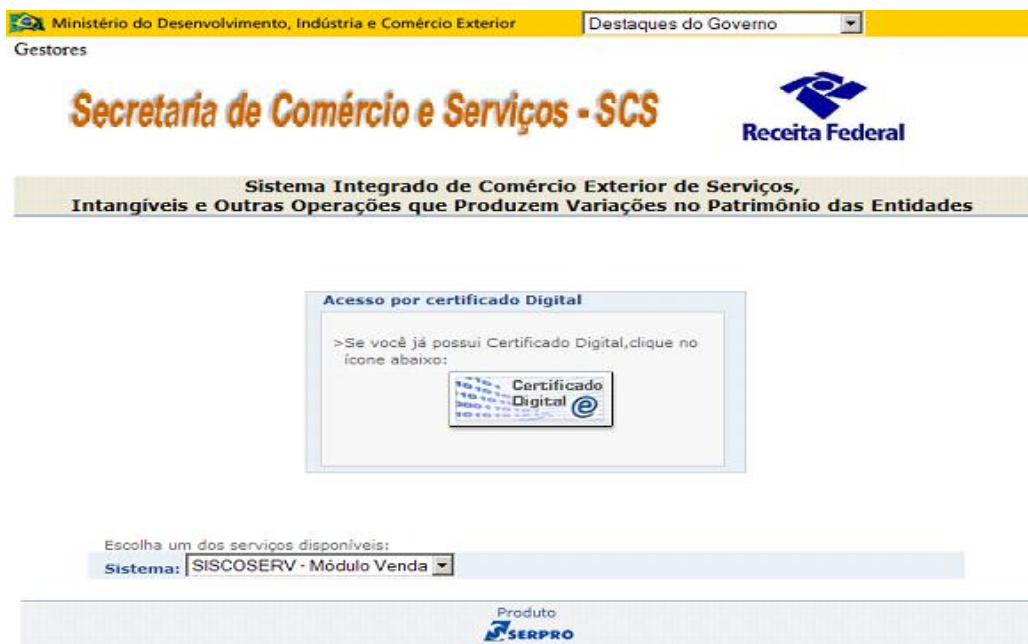 Ministério do Desenvolvimento, Indústria e Comércio Exterior
Destaques do Governo
Gestores
Secretaria de Comércio e Serviços - SCS
Receita Federal
Sistema Integrado de Comércio Exterior de Serviços,
Intangíveis e Outras Operações que Produzem Variações no Patrimônio das Entidades
Acesso por certificado Digital
>Se você já possui Certificado Digital,clique no
ícone abaixo:
Certificado
Digital e
Escolha um dos serviços disponíveis:
Sistema: SISCOSERV - Módulo Venda
Produto
SERPRO